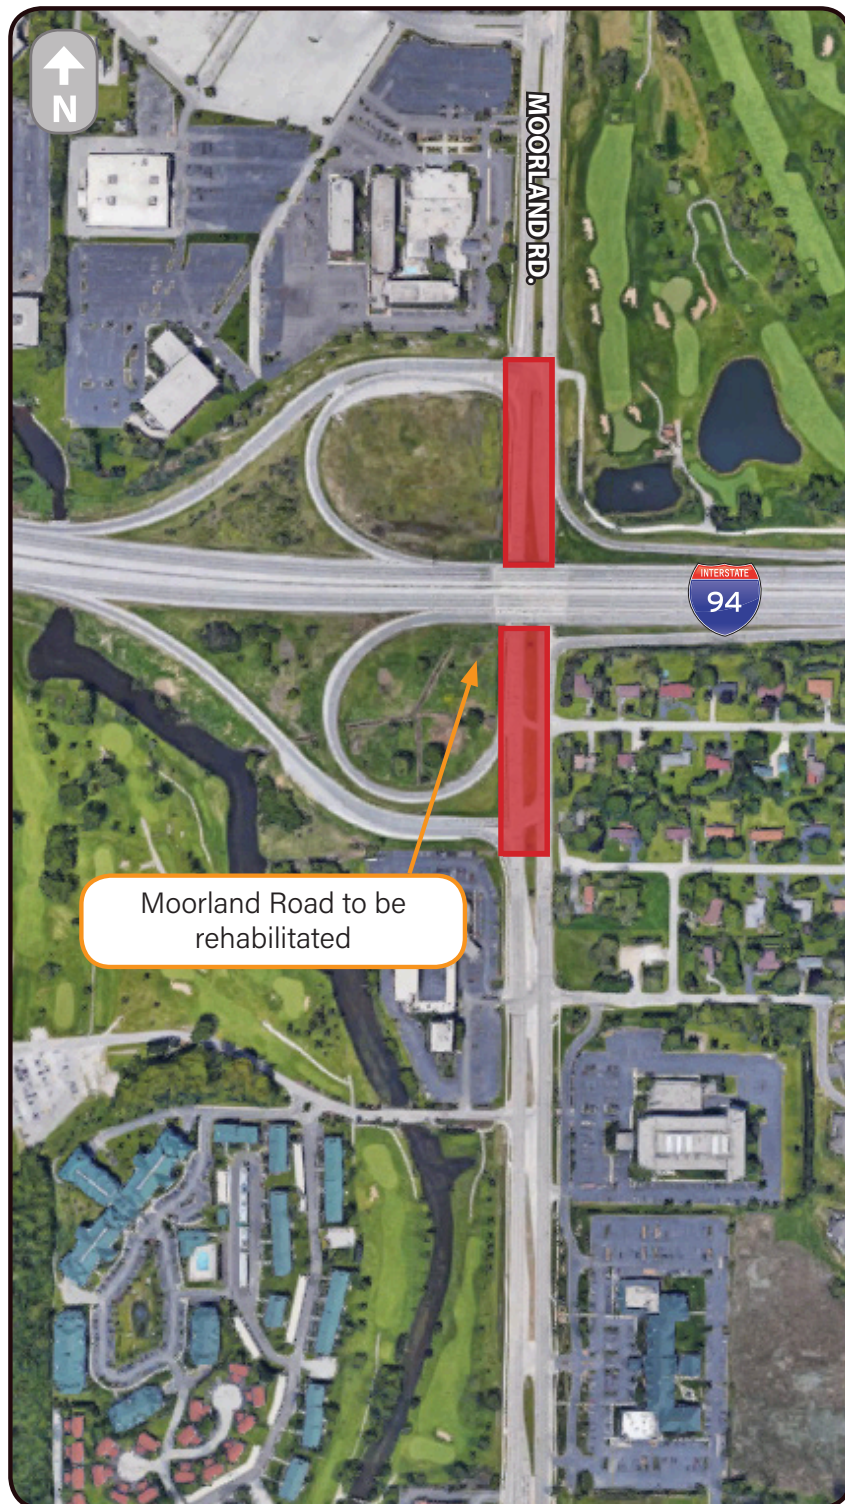 N
MOORLAND RD.
INTERSTATE
94
Moorland Road to be
rehabilitated